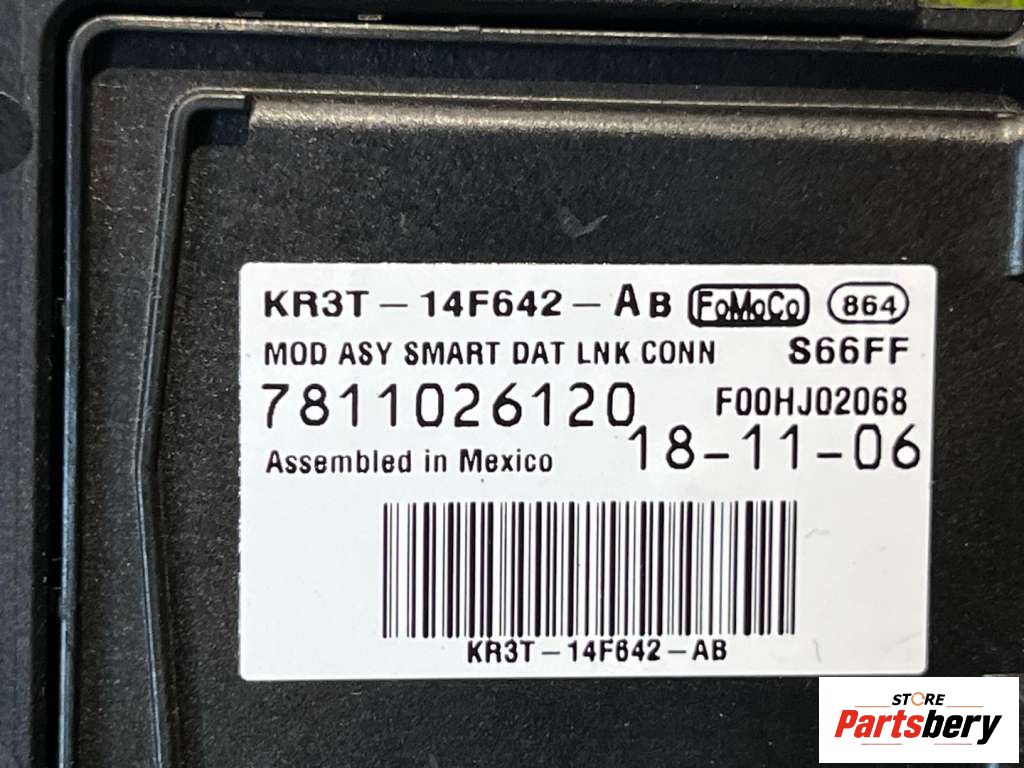 KR3T-14F642-AB FoMoCo 864
MOD ASY SMART DAT LNK CONN S66FF
7811026120 F00HJ02068
Assembled in Mexico 18-11-06
KR3T-14F642-AB
STORE
Partsbery